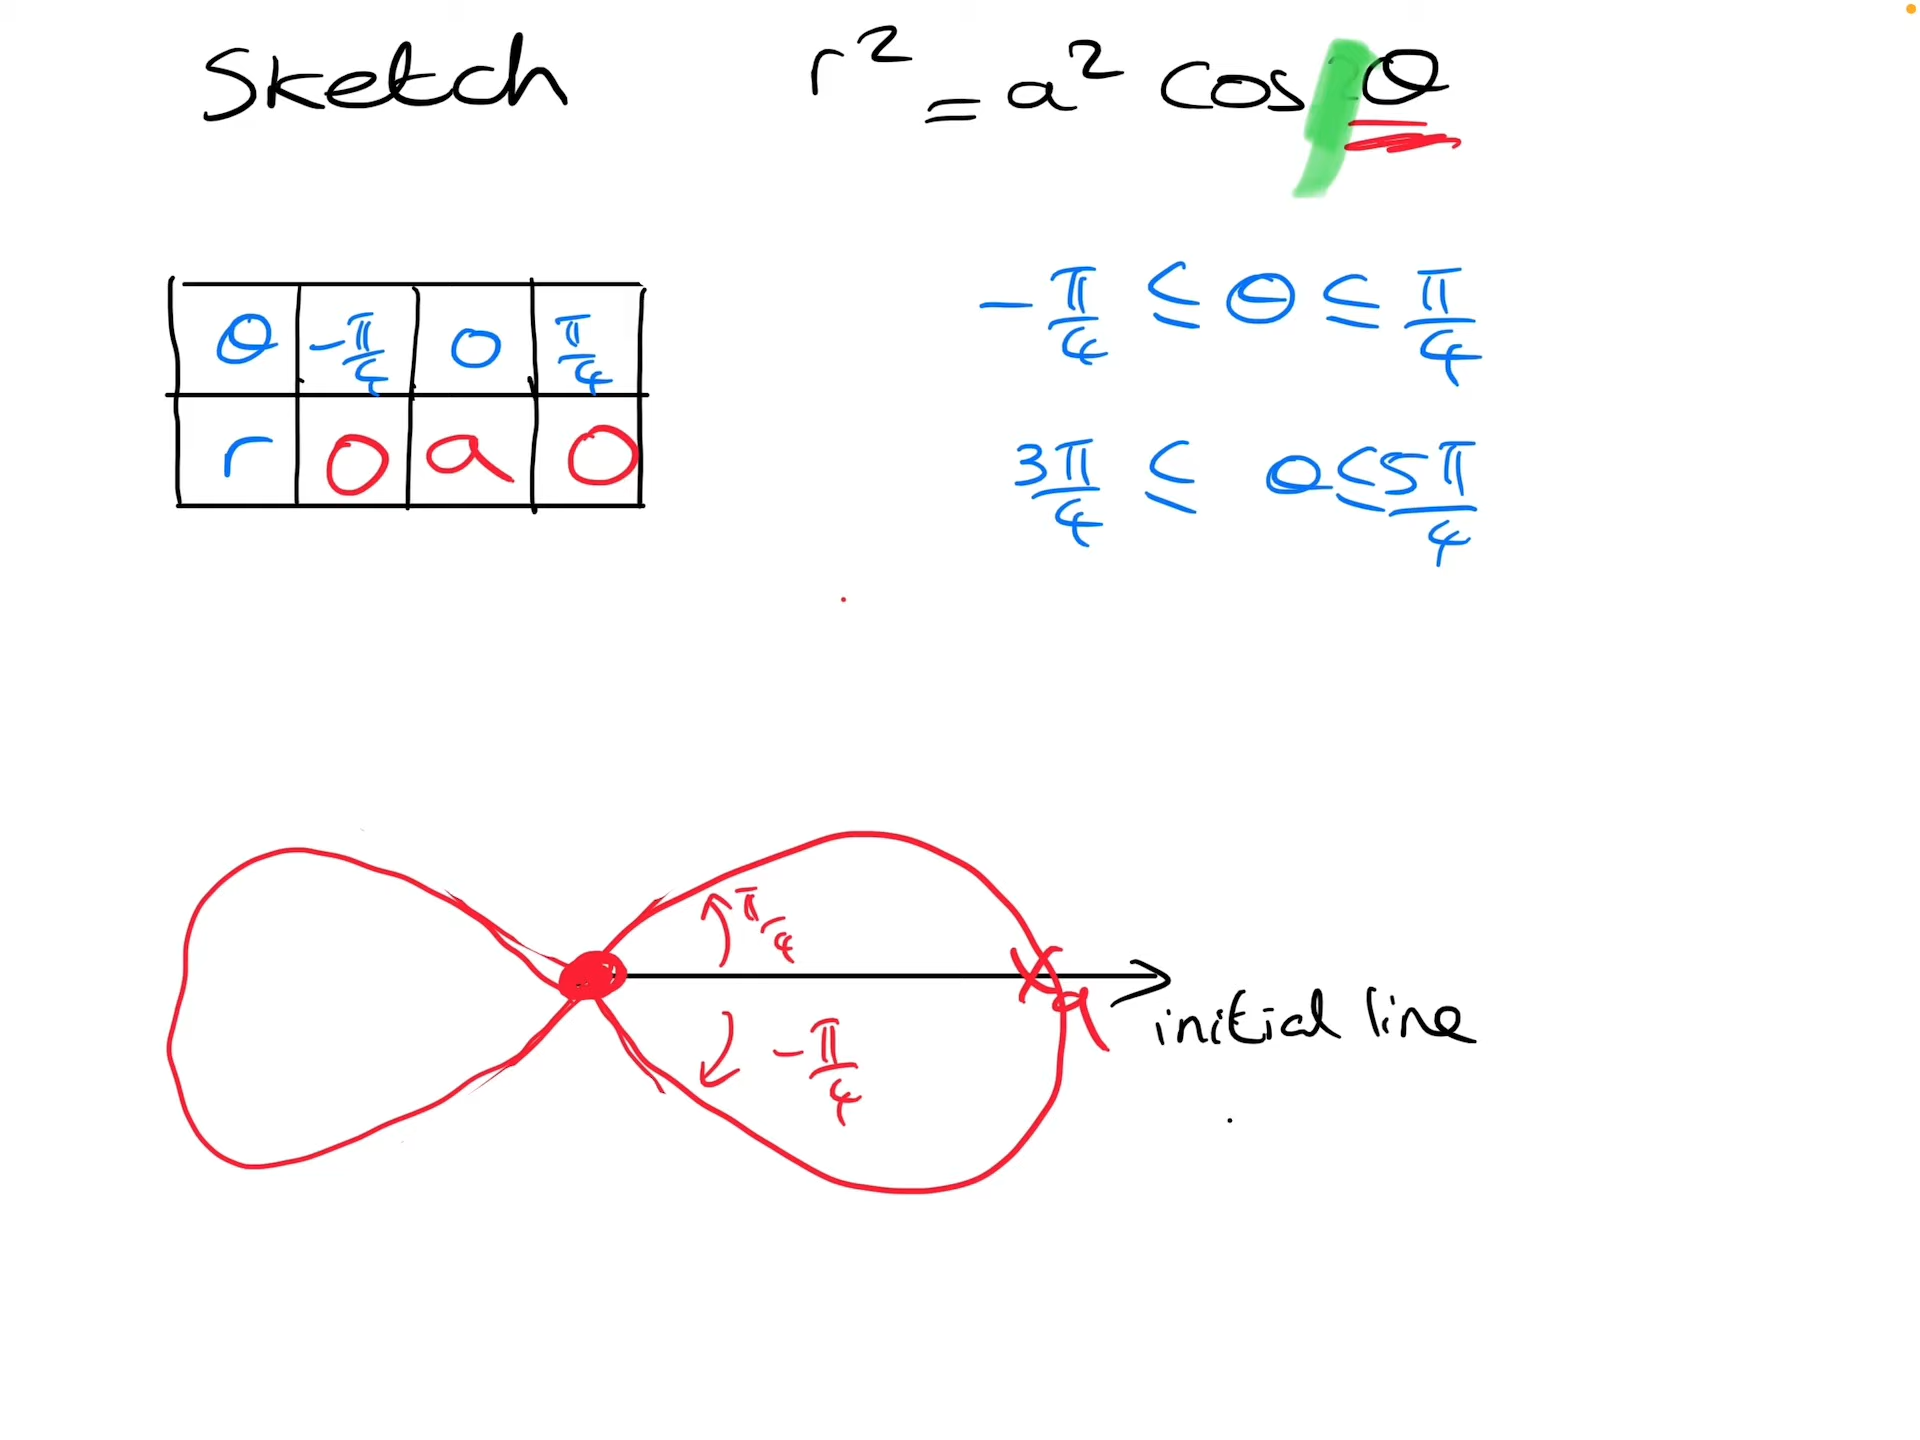 Sketch r² = a² cos 2θ
-π/4 ≤ θ ≤ π/4
θ -π/4 0 π/4
r 0 a 0
3π/4 ≤ θ ≤ 5π/4
π/4
a
initial line
-π/4